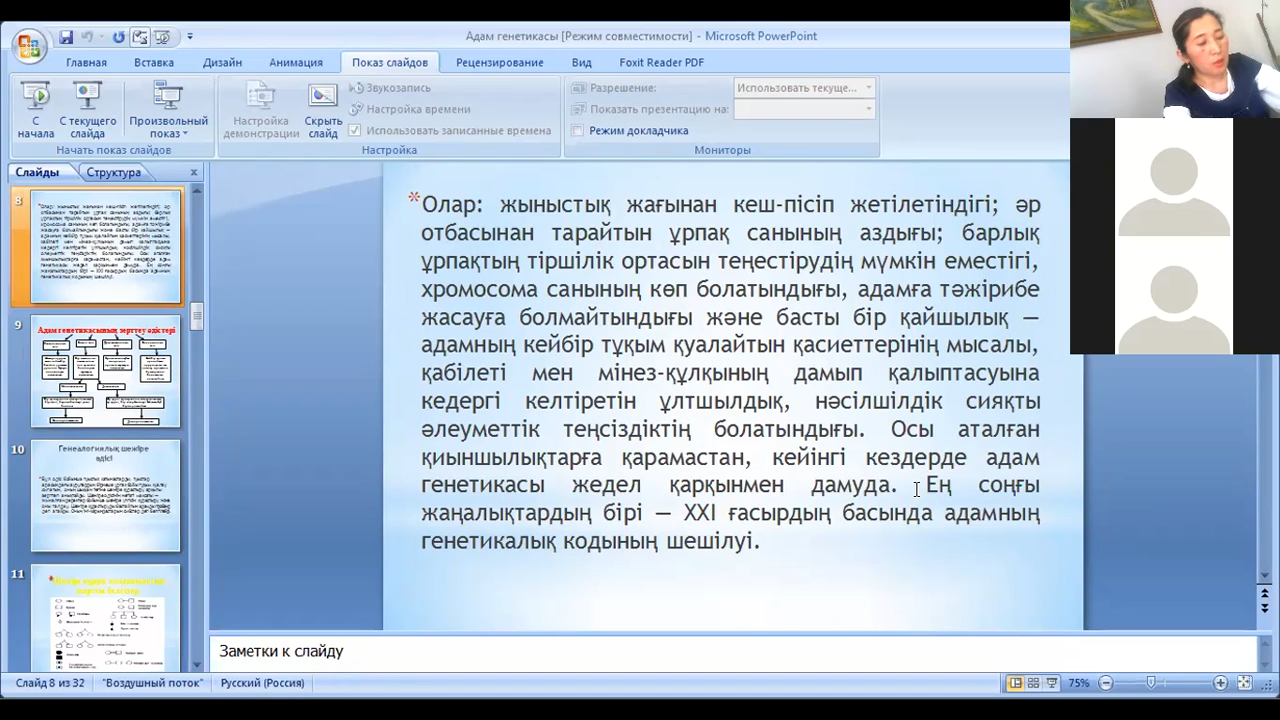 Адам генетикасы [Режим совместимости] - Microsoft PowerPoint
Главная Вставка Дизайн Анимация Показ слайдов Рецензирование Вид Foxit Reader PDF
С начала
С текущего слайда
Произвольный показ
Начать показ слайдов
Настройка демонстрации
Скрыть слайд
Звукозапись
Настройка времени
Использовать записанные времена
Настройка
Разрешение: Использовать текуще...
Показать презентацию на:
Режим докладчика
Мониторы
Слайды Структура x
8
9
Адам генетикасының зерттеу әдістері
10
Генеалогиялық шежіре
әдісі
11
* Олар: жыныстық жағынан кеш-пісіп жетілетіндігі; әр
отбасынан тарайтын ұрпақ санының аздығы; барлық
ұрпақтың тіршілік ортасын теңестірудің мүмкін еместігі,
хромосома санының көп болатындығы, адамға тәжірибе
жасауға болмайтындығы және басты бір қайшылық —
адамның кейбір тұқым қуалайтын қасиеттерінің мысалы,
қабілеті мен мінез-құлқының дамып қалыптасуына
кедергі келтіретін ұлтшылдық, нәсілшілдік сияқты
әлеуметтік теңсіздіктің болатындығы. Осы аталған
қиыншылықтарға қарамастан, кейінгі кездерде адам
генетикасы жедел қарқынмен дамуда. Ең соңғы
жаңалықтардың бірі — XXI ғасырдың басында адамның
генетикалық кодының шешілуі.
Заметки к слайду
Слайд 8 из 32 "Воздушный поток" Русский (Россия) 75%